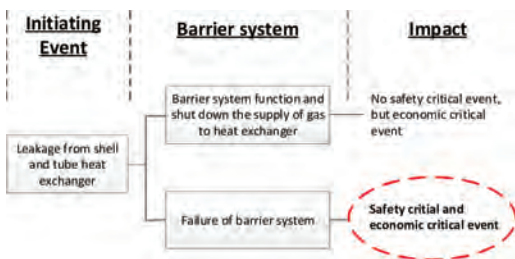 Initiating
Event
Barrier system
Impact
Leakage from shell
and tube heat
exchanger
Barrier system function and
shut down the supply of gas
to heat exchanger
No safety critical event,
but economic critical
event
Failure of barrier system
Safety critial and
economic critical event